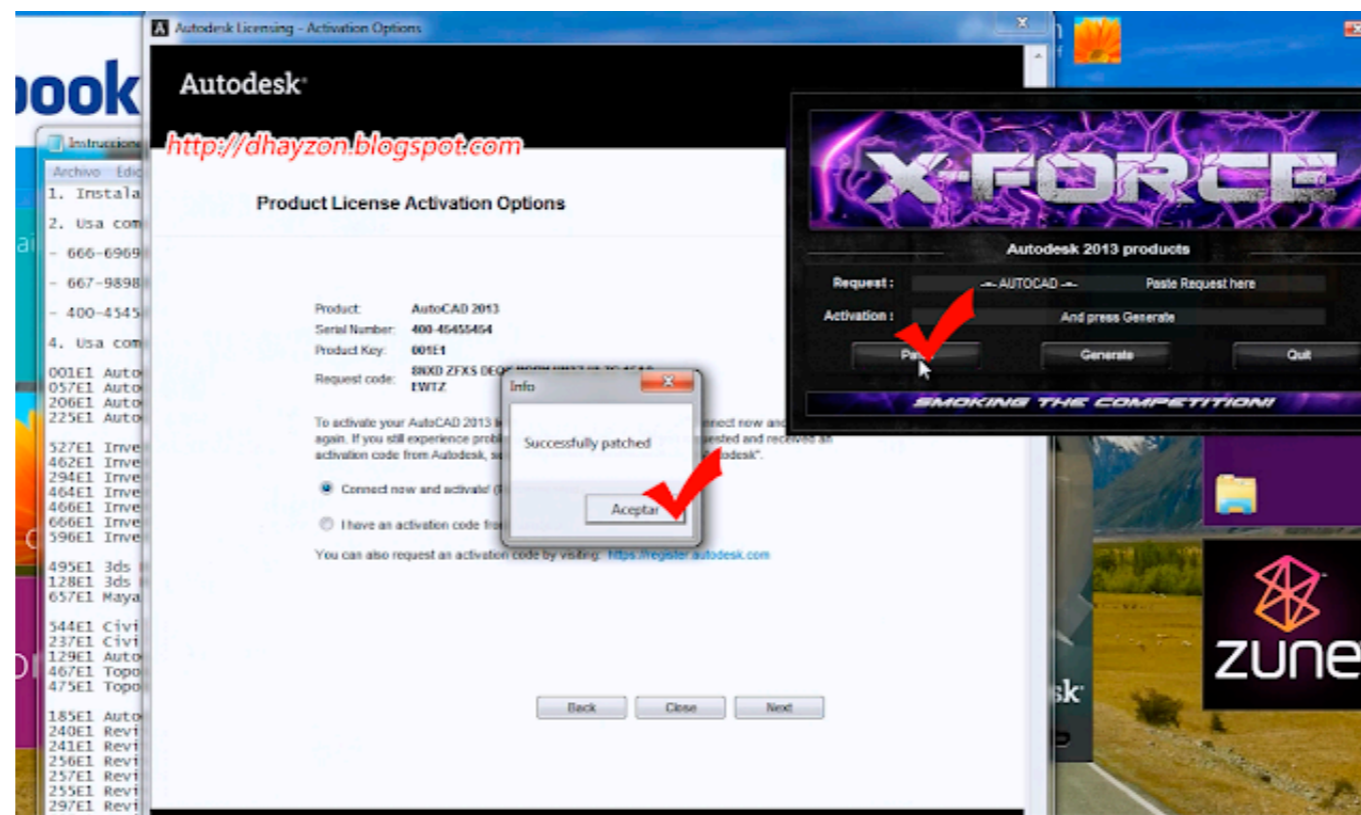 Autodesk Licensing - Activation Options
Autodesk
http://dhayzon.blogspot.com
Product License Activation Options
Product: AutoCAD 2013
Serial Number: 400-45455454
Product Key: 001E1
Request code: 8NXD ZFXS
EWTZ
To activate your AutoCAD 2013
nnect now and
again. If you still experience
uested and received an
activation code from Autodesk,
Connect now and activate!
I have an activation code
You can also request an activation code by visiting: https://register.autodesk.com
Back Close Next
Info
Successfully patched
Aceptar
X-FORCE
Autodesk 2013 products
Request: AUTOCAD Paste Request here
Activation: And press Generate
Generate Quit
SMOKING THE COMPETITION!
ook
Instruccione
Archivo Edic
1. Instala
2. Usa com
- 666-6969
- 667-9898
- 400-4545
4. Usa com
001E1 Auto
057E1 Auto
206E1 Auto
225E1 Auto
527E1 Inve
462E1 Inve
294E1 Inve
464E1 Inve
466E1 Inve
666E1 Inve
596E1 Inve
495E1 3ds
128E1 3ds
657E1 Maya
544E1 Civi
237E1 Civi
129E1 Auto
467E1 Topo
475E1 Topo
185E1 Auto
240E1 Revi
241E1 Revi
256E1 Revi
257E1 Revi
255E1 Revi
297E1 Revi
sk
zune